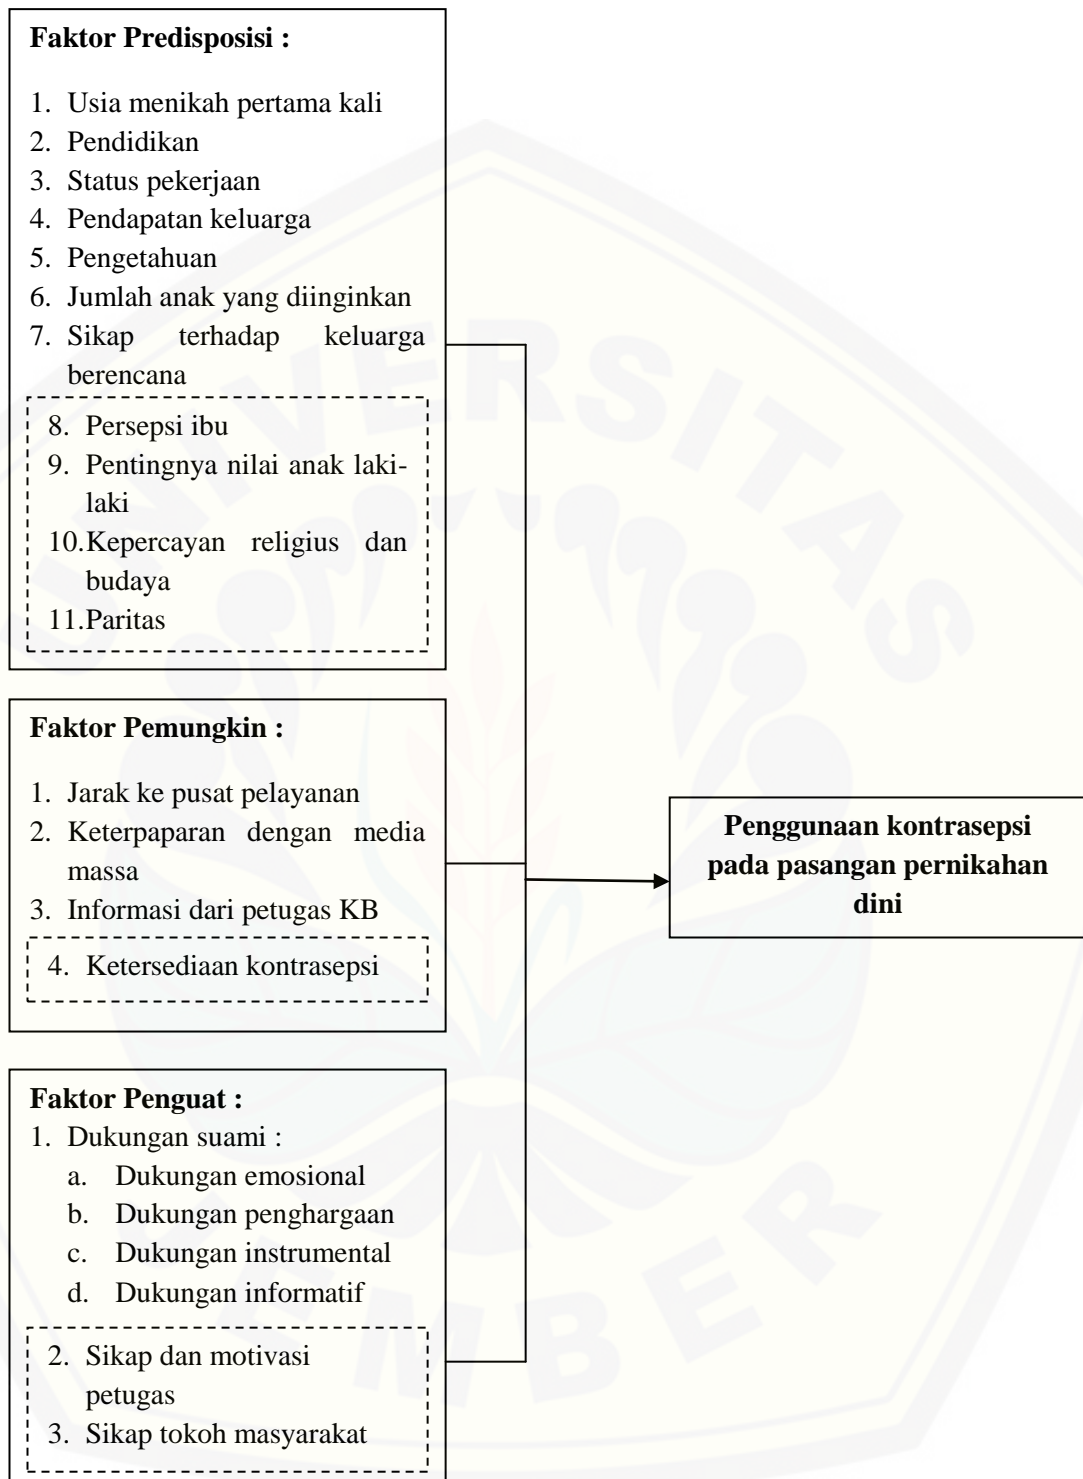 Faktor Predisposisi :
1. Usia menikah pertama kali
2. Pendidikan
3. Status pekerjaan
4. Pendapatan keluarga
5. Pengetahuan
6. Jumlah anak yang diinginkan
7. Sikap terhadap keluarga
berencana
8. Persepsi ibu
9. Pentingnya nilai anak laki-
laki
10.Kepercayan religius dan
budaya
11.Paritas
Faktor Pemungkin :
1. Jarak ke pusat pelayanan
2. Keterpaparan dengan media
massa
3. Informasi dari petugas KB
4. Ketersediaan kontrasepsi
Penggunaan kontrasepsi
pada pasangan pernikahan
dini
Faktor Penguat :
1. Dukungan suami :
a. Dukungan emosional
b. Dukungan penghargaan
c. Dukungan instrumental
d. Dukungan informatif
2. Sikap dan motivasi
petugas
3. Sikap tokoh masyarakat
UNIVERSITAS